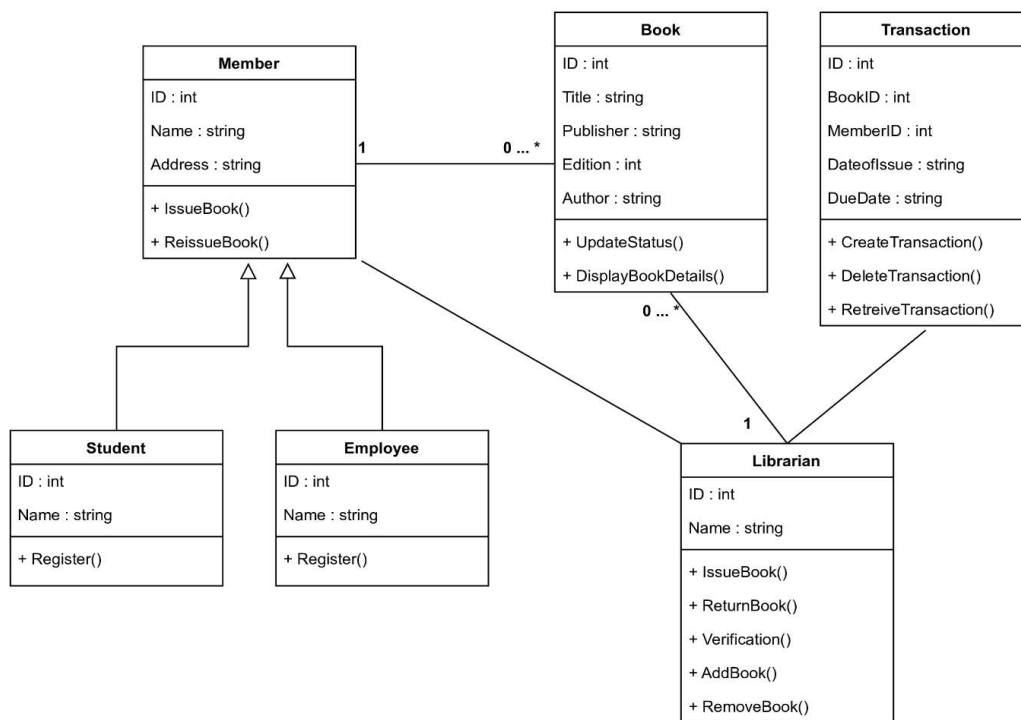 Member
ID : int
Name : string
Address : string
+ IssueBook()
+ ReissueBook()
1
0 ... *
Book
ID : int
Title : string
Publisher : string
Edition : int
Author : string
+ UpdateStatus()
+ DisplayBookDetails()
0 ... *
1
Transaction
ID : int
BookID : int
MemberID : int
DateofIssue : string
DueDate : string
+ CreateTransaction()
+ DeleteTransaction()
+ RetreiveTransaction()
Student
ID : int
Name : string
+ Register()
Employee
ID : int
Name : string
+ Register()
Librarian
ID : int
Name : string
+ IssueBook()
+ ReturnBook()
+ Verification()
+ AddBook()
+ RemoveBook()